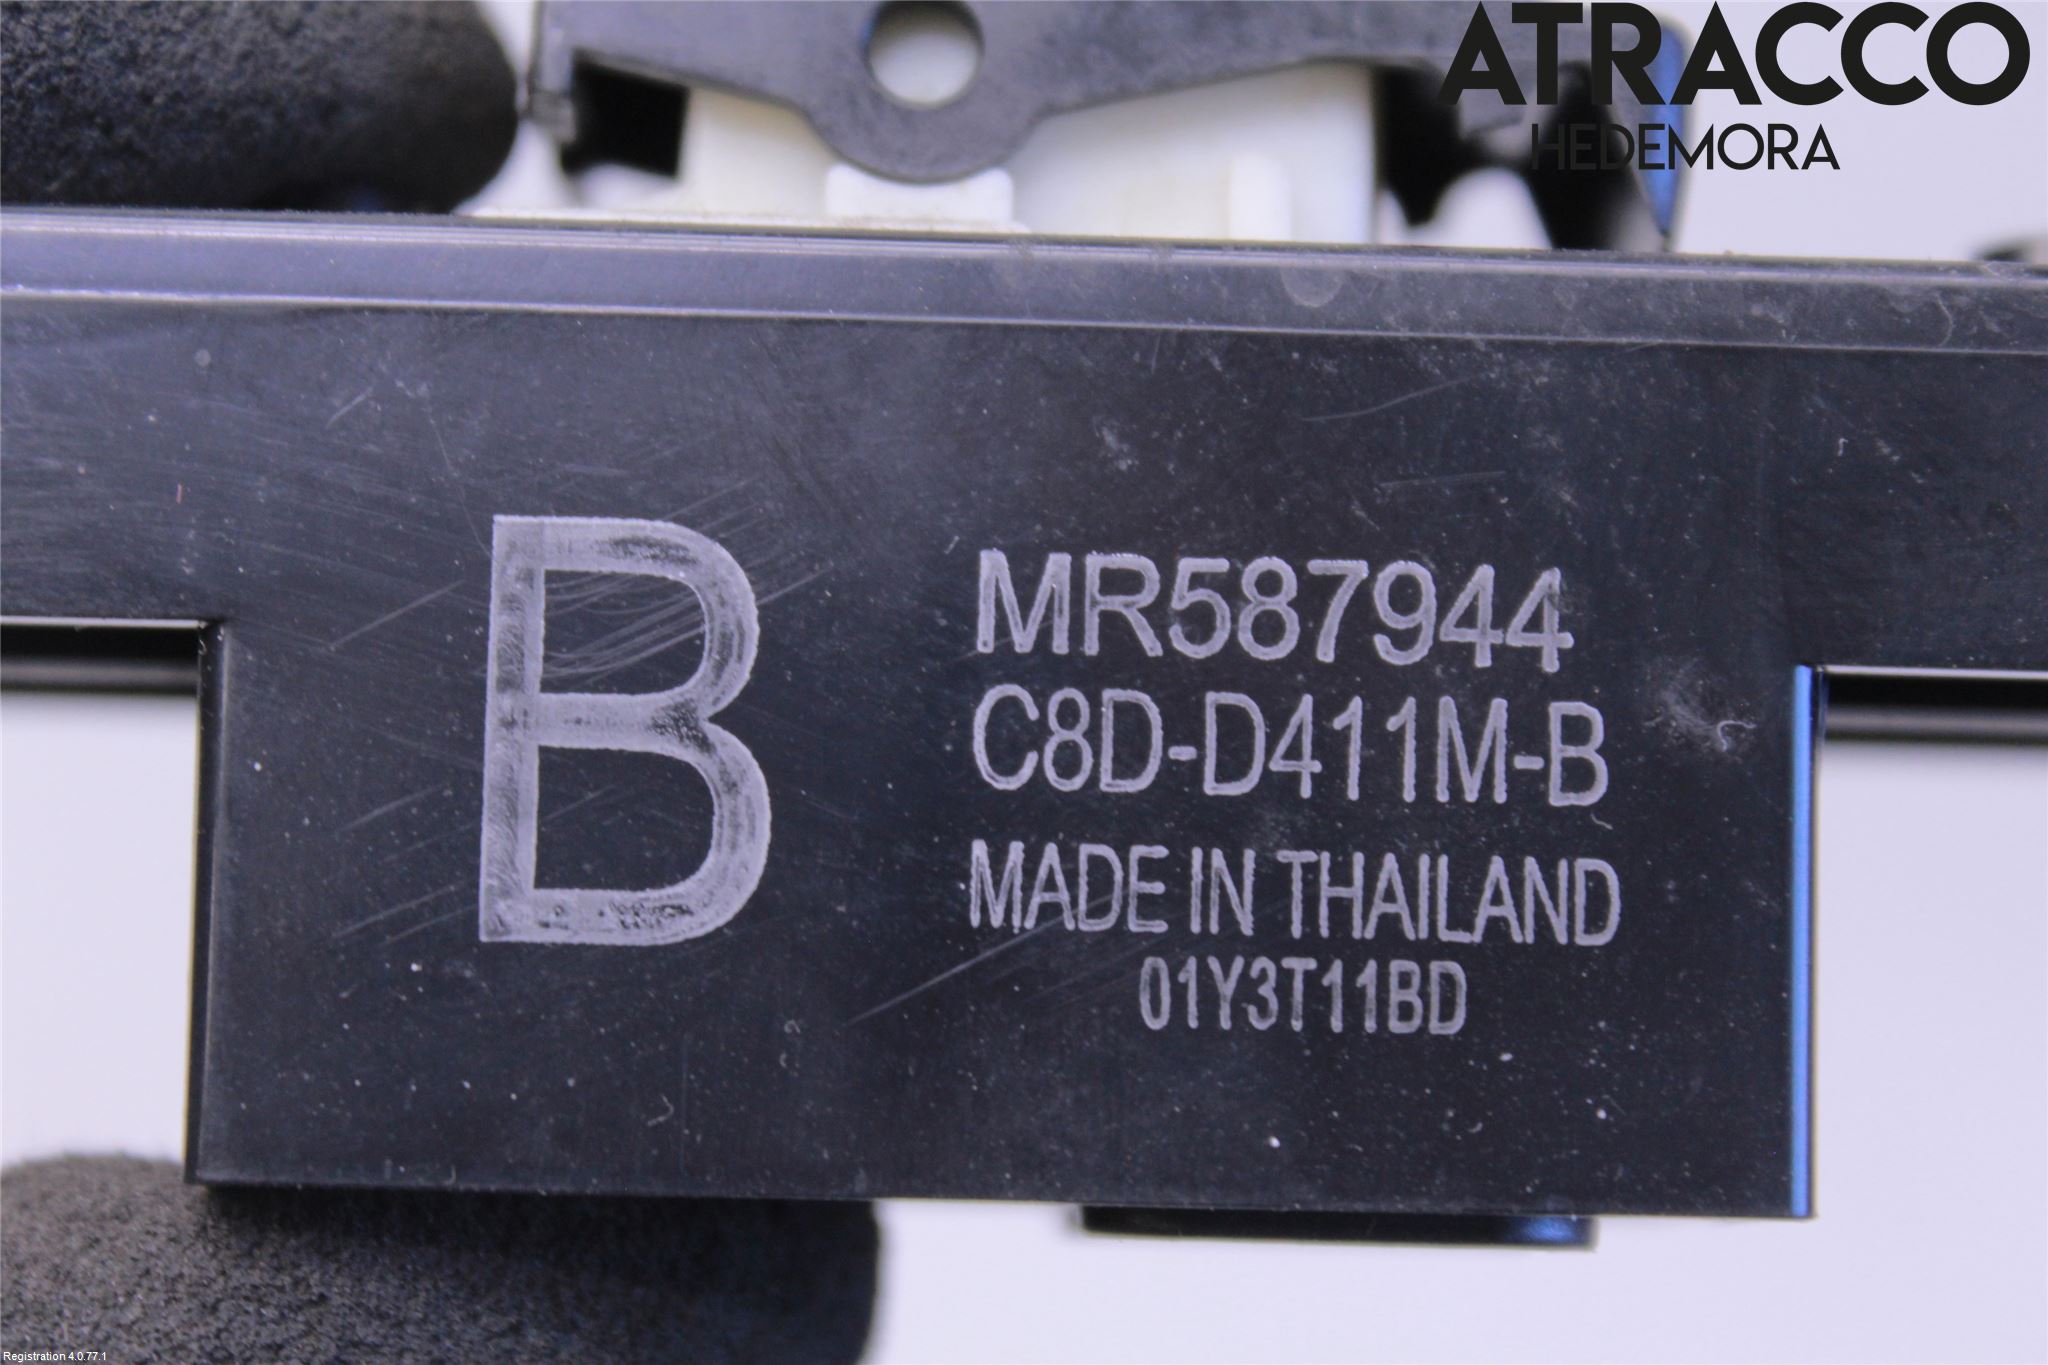 ATRACCO
HEDEMORA
B
MR587944
C8D-D411M-B
MADE IN THAILAND
01Y3T11BD
Registration 4.0.77.1